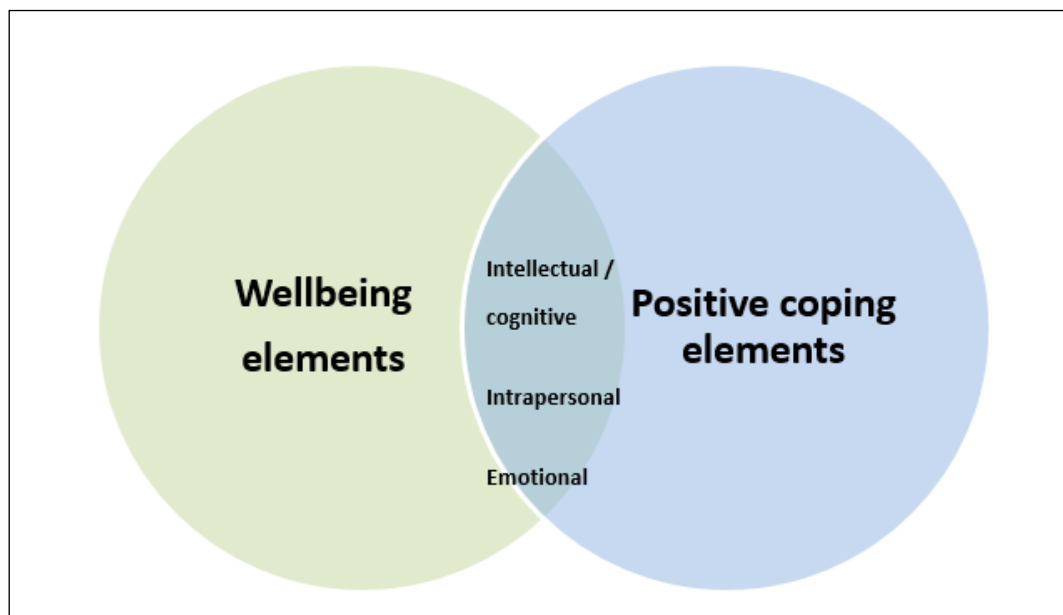 Wellbeing
elements
Intellectual /
cognitive
Intrapersonal
Emotional
Positive coping
elements